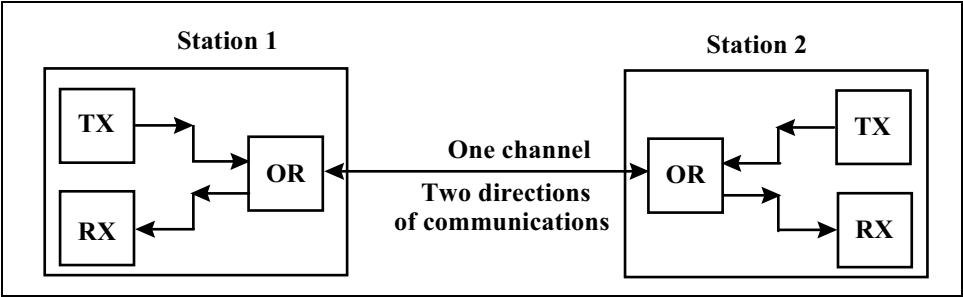 Station 1
Station 2
TX
TX
One channel
OR
OR
Two directions
of communications
RX
RX